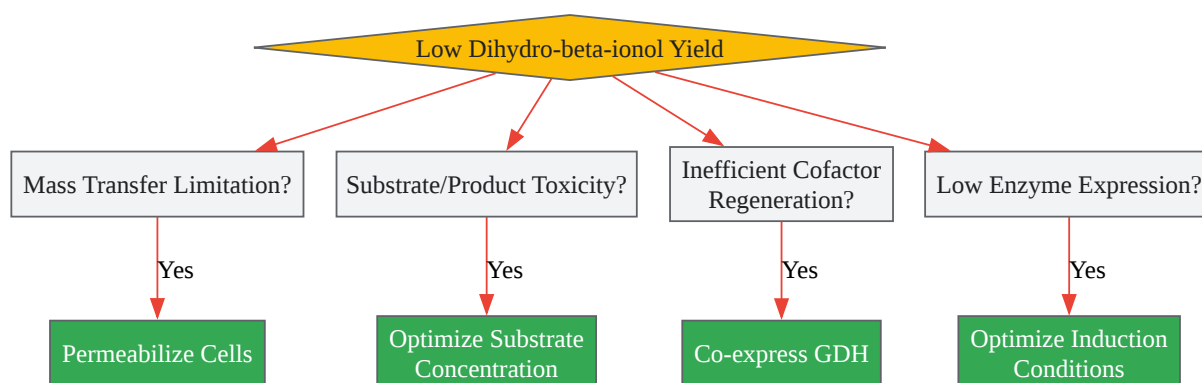 Low Dihydro-beta-ionol Yield
Mass Transfer Limitation?
Substrate/Product Toxicity?
Inefficient Cofactor
Regeneration?
Low Enzyme Expression?
Yes
Yes
Yes
Yes
Permeabilize Cells
Optimize Substrate
Concentration
Co-express GDH
Optimize Induction
Conditions